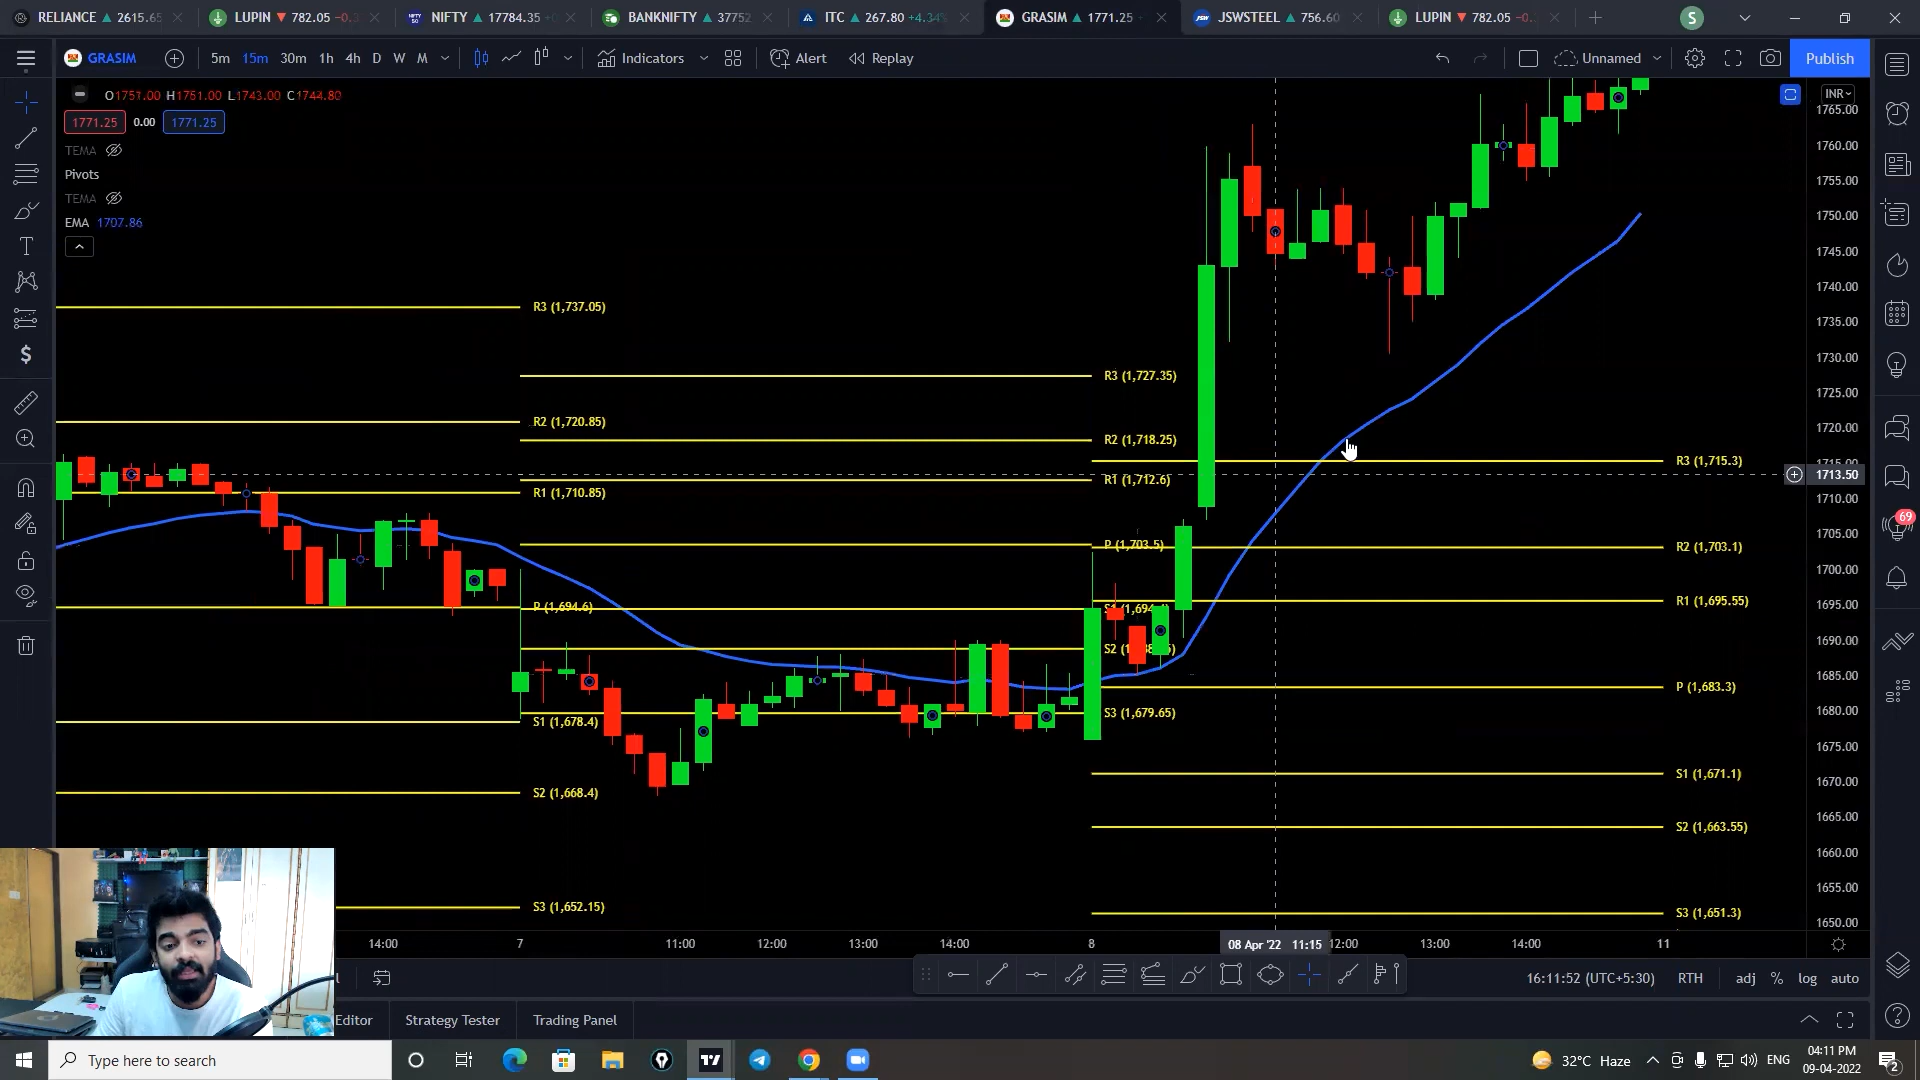 RELIANCE ▲ 2615.65
LUPIN ▼ 782.05 -0.3
NIFTY ▲ 17784.35
BANKNIFTY ▲ 37752
ITC ▲ 267.80 +4.34%
GRASIM ▲ 1771.25
JSWSTEEL ▲ 756.60
LUPIN ▼ 782.05 -0.
S
GRASIM
5m 15m 30m 1h 4h D W M
Indicators
Alert
Replay
Unnamed
Publish
O1751.00 H1751.00 L1743.00 C1744.80
INR
1771.25 0.00 1771.25
TEMA
Pivots
TEMA
EMA 1707.86
1765.00
1760.00
1755.00
1750.00
1745.00
1740.00
1735.00
1730.00
1725.00
1720.00
1715.00
1713.50
1710.00
1705.00
1700.00
1695.00
1690.00
1685.00
1680.00
1675.00
1670.00
1665.00
1660.00
1655.00
1650.00
R3 (1,737.05)
R2 (1,720.85)
R1 (1,710.85)
P (1,694.6)
S1 (1,678.4)
S2 (1,668.4)
S3 (1,652.15)
R3 (1,727.35)
R2 (1,718.25)
R1 (1,712.6)
P (1,703.5)
S3 (1,679.65)
R3 (1,715.3)
R2 (1,703.1)
R1 (1,695.55)
P (1,683.3)
S1 (1,671.1)
S2 (1,663.55)
S3 (1,651.3)
69
14:00 7 11:00 12:00 13:00 14:00 8 08 Apr '22 11:15 12:00 13:00 14:00 11
16:11:52 (UTC+5:30) RTH adj % log auto
Editor Strategy Tester Trading Panel
Type here to search
32°C Haze
ENG
04:11 PM
09-04-2022
2